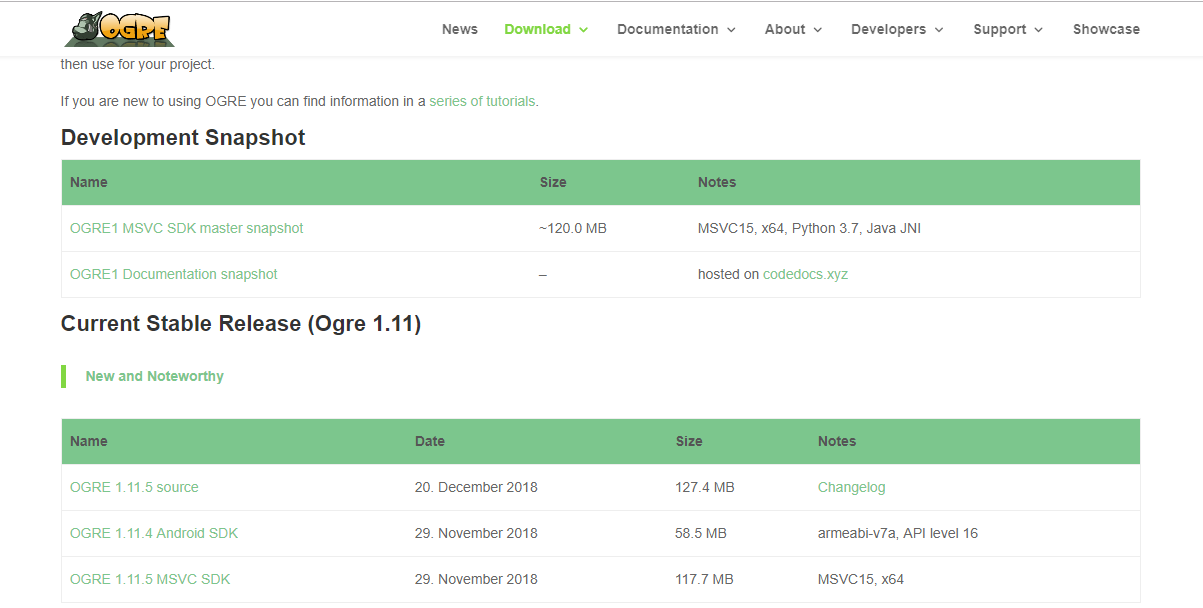 OGRE News Download Documentation About Developers Support Showcase
then use for your project.
If you are new to using OGRE you can find information in a series of tutorials.
Development Snapshot
Name Size Notes
OGRE1 MSVC SDK master snapshot ~120.0 MB MSVC15, x64, Python 3.7, Java JNI
OGRE1 Documentation snapshot – hosted on codedocs.xyz
Current Stable Release (Ogre 1.11)
New and Noteworthy
Name Date Size Notes
OGRE 1.11.5 source 20. December 2018 127.4 MB Changelog
OGRE 1.11.4 Android SDK 29. November 2018 58.5 MB armeabi-v7a, API level 16
OGRE 1.11.5 MSVC SDK 29. November 2018 117.7 MB MSVC15, x64